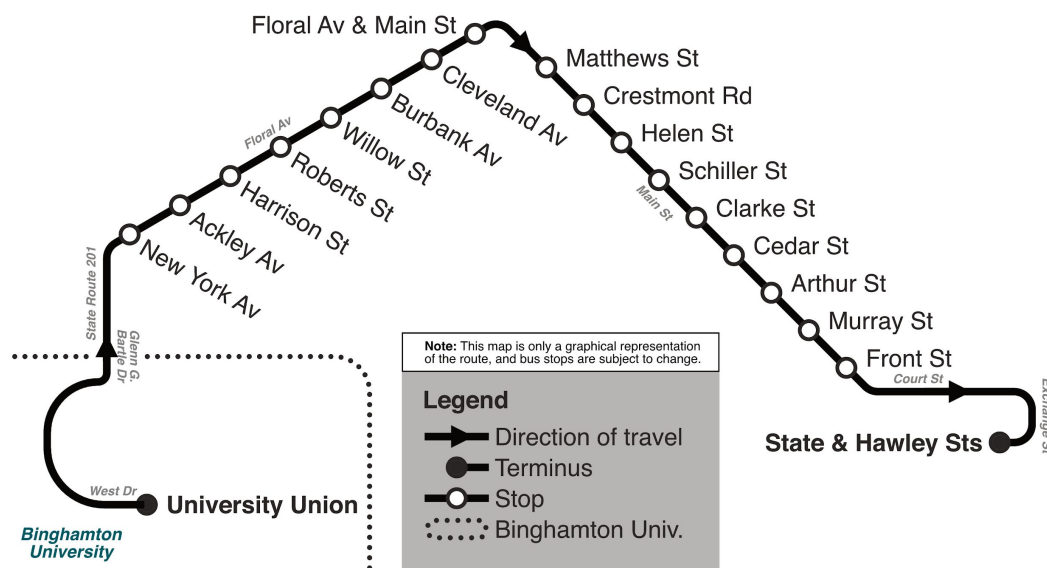 Floral Av & Main St
Cleveland Av
Burbank Av
Willow St
Roberts St
Harrison St
Ackley Av
New York Av
Floral Av
State Route 201
Glenn G.
Bartle Dr
West Dr
University Union
Binghamton
University
Matthews St
Crestmont Rd
Helen St
Schiller St
Main St
Clarke St
Cedar St
Arthur St
Murray St
Front St
Court St
Exchange St
State & Hawley Sts
Note: This map is only a graphical representation
of the route, and bus stops are subject to change.
Legend
Direction of travel
Terminus
Stop
Binghamton Univ.